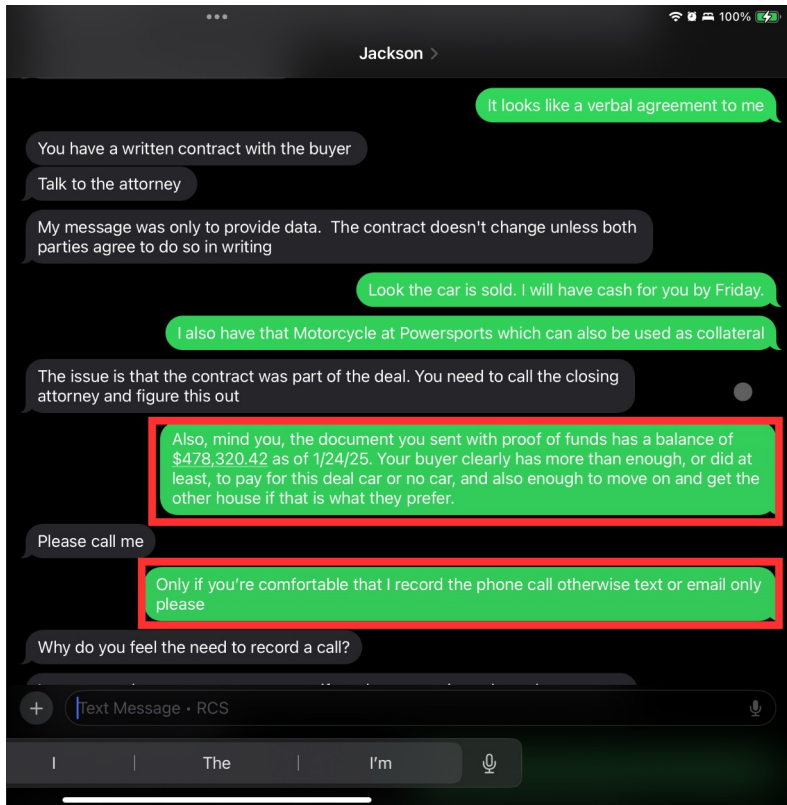 100%
Jackson >
It looks like a verbal agreement to me
You have a written contract with the buyer
Talk to the attorney
My message was only to provide data.  The contract doesn't change unless both
parties agree to do so in writing
Look the car is sold. I will have cash for you by Friday.
I also have that Motorcycle at Powersports which can also be used as collateral
The issue is that the contract was part of the deal. You need to call the closing
attorney and figure this out
Also, mind you, the document you sent with proof of funds has a balance of
$478,320.42 as of 1/24/25. Your buyer clearly has more than enough, or did at
least, to pay for this deal car or no car, and also enough to move on and get the
other house if that is what they prefer.
Please call me
Only if you’re comfortable that I record the phone call otherwise text or email only
please
Why do you feel the need to record a call?
Text Message • RCS
I
The
I'm